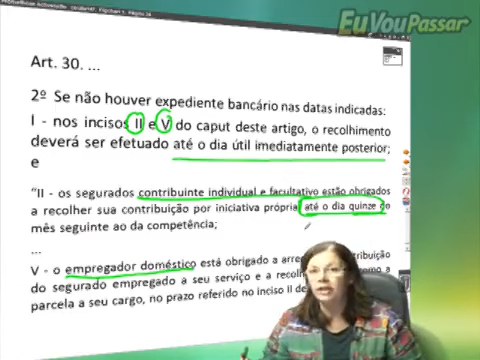 EuVouPassar
Art. 30. ...
2º Se não houver expediente bancário nas datas indicadas:
I - nos incisos II e V do caput deste artigo, o recolhimento
deverá ser efetuado até o dia útil imediatamente posterior;
e
"II - os segurados contribuinte individual e facultativo estão obrigados
a recolher sua contribuição por iniciativa própria até o dia quinze do
mês seguinte ao da competência;
...
V - o empregador doméstico está obrigado a
do segurado empregado a seu serviço e a
parcela a seu cargo, no prazo referido no inciso II